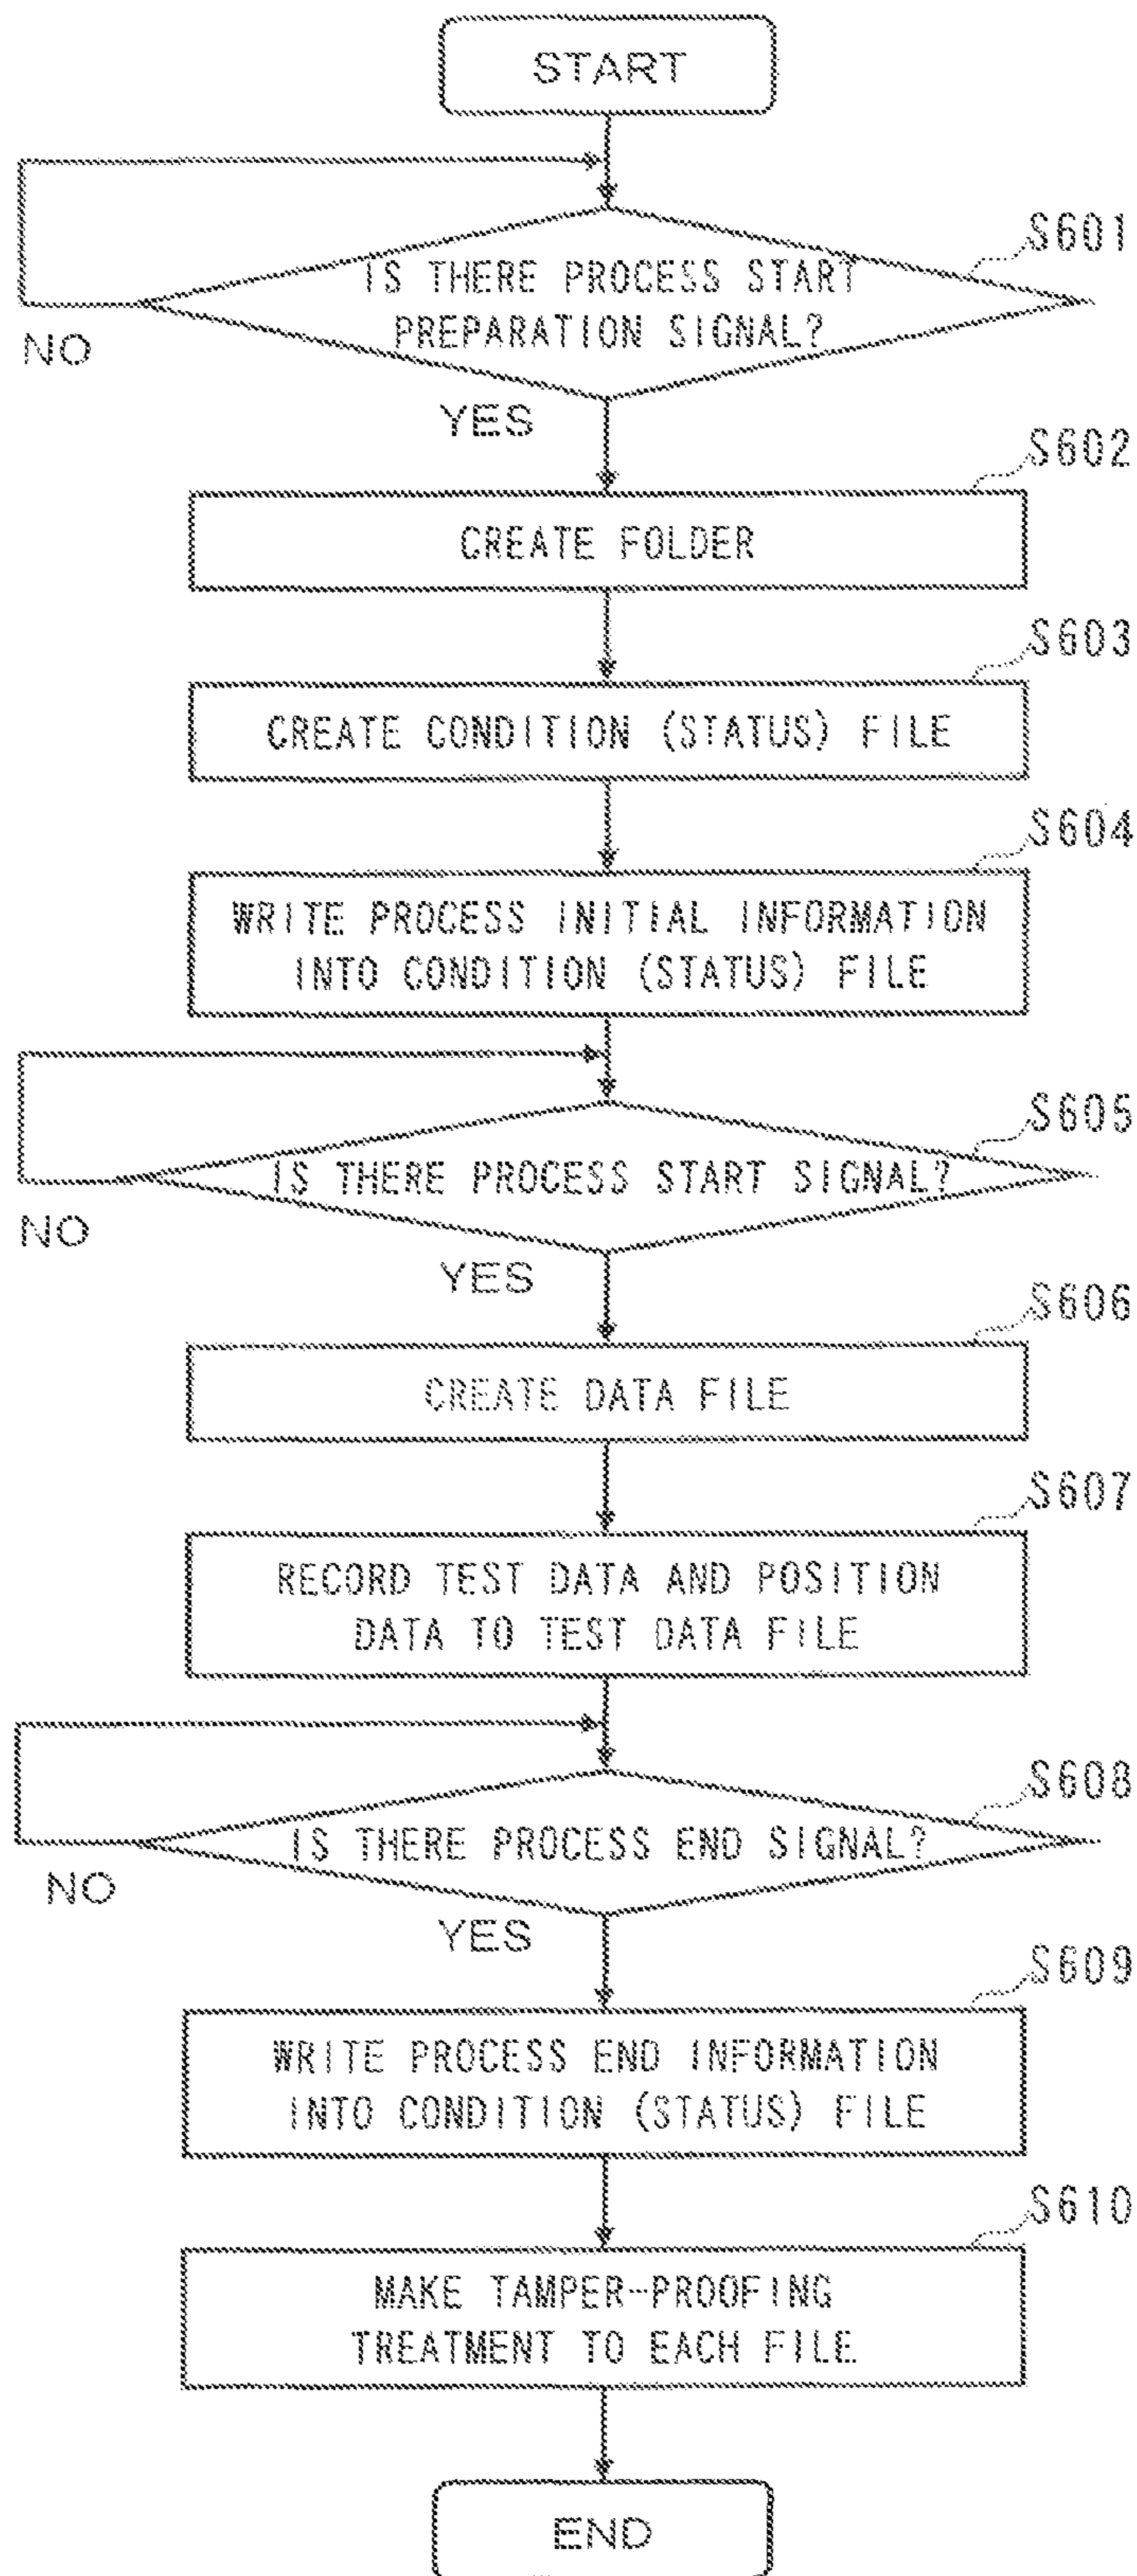 START
S601
IS THERE PROCESS START
PREPARATION SIGNAL?
NO
YES
S602
CREATE FOLDER
S603
CREATE CONDITION (STATUS) FILE
S604
WRITE PROCESS INITIAL INFORMATION
INTO CONDITION (STATUS) FILE
S605
IS THERE PROCESS START SIGNAL?
NO
YES
S606
CREATE DATA FILE
S607
RECORD TEST DATA AND POSITION
DATA TO TEST DATA FILE
S608
IS THERE PROCESS END SIGNAL?
NO
YES
S609
WRITE PROCESS END INFORMATION
INTO CONDITION (STATUS) FILE
S610
MAKE TAMPER-PROOFING
TREATMENT TO EACH FILE
END